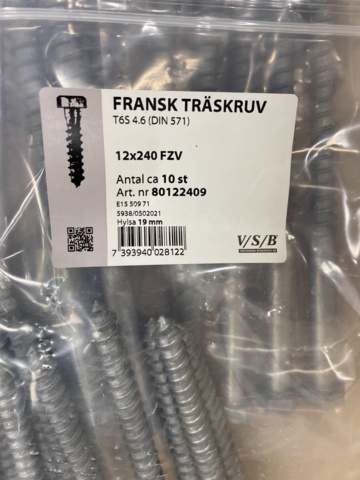 FRANSK TRÄSKRUV
T6S 4.6 (DIN 571)
12x240 FZV
Antal ca 10 st
Art. nr 80122409
E15 509 71
5938/0502021
Hylsa 19 mm
7 393940 028122
V/S/B